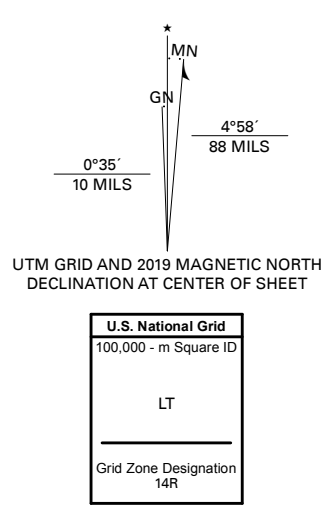 ★
MN
GN
4°58´
88 MILS
0°35´
10 MILS
UTM GRID AND 2019 MAGNETIC NORTH
DECLINATION AT CENTER OF SHEET
U.S. National Grid
100,000 - m Square ID
LT
Grid Zone Designation
14R